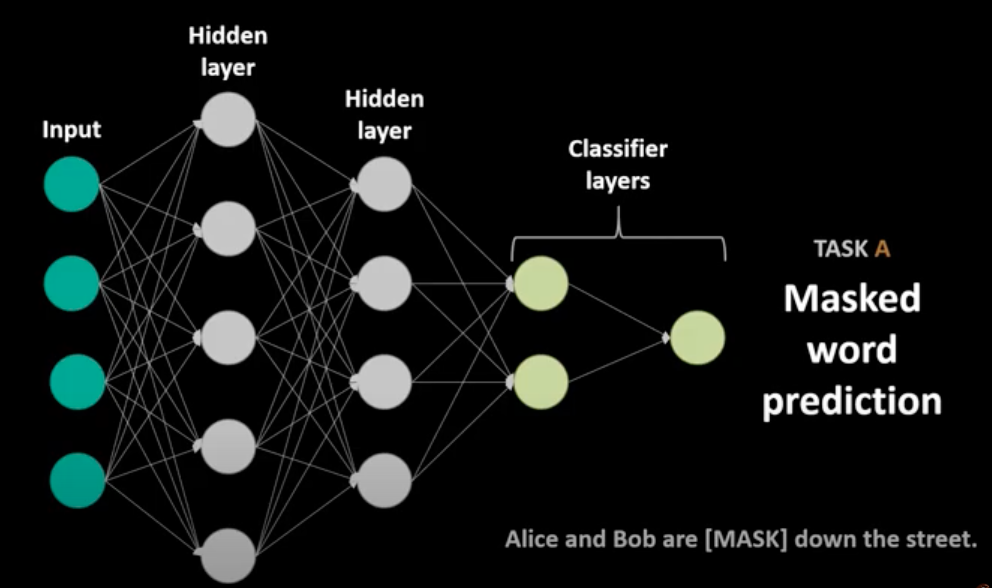 Hidden
layer
Hidden
layer
Input
Classifier
layers
TASK A
Masked
word
prediction
Alice and Bob are [MASK] down the street.